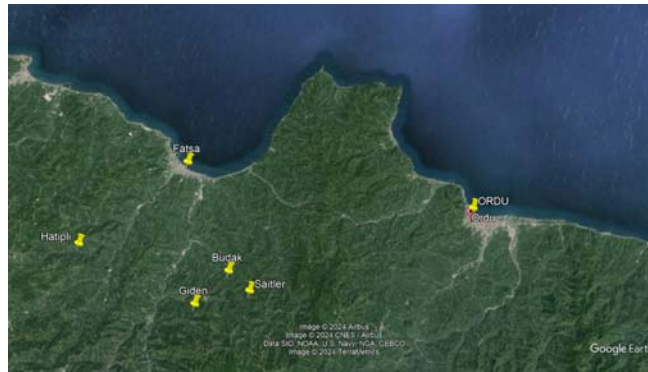 Fatsa
ORDU
Ordu
Hatipli
Budak
Saitler
Giden
Image © 2024 Airbus
Image © 2024 CNES / Airbus
Data SIO, NOAA, U.S. Navy, NGA, GEBCO
Image © 2024 TerraMetrics
Google Eart